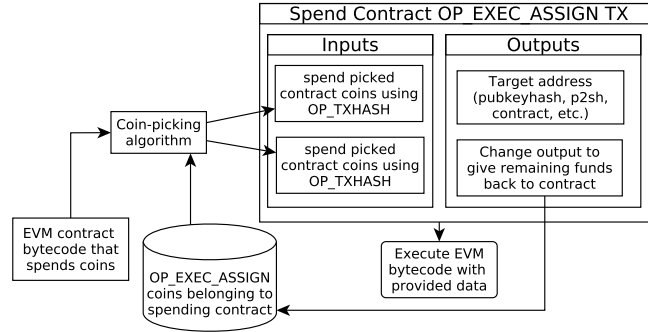 Spend Contract OP_EXEC_ASSIGN TX
Inputs
spend picked
contract coins using
OP_TXHASH
spend picked
contract coins using
OP_TXHASH
Outputs
Target address
(pubkeyhash, p2sh,
contract, etc.)
Change output to
give remaining funds
back to contract
Coin-picking
algorithm
EVM contract
bytecode that
spends coins
OP_EXEC_ASSIGN
coins belonging to
spending contract
Execute EVM
bytecode with
provided data